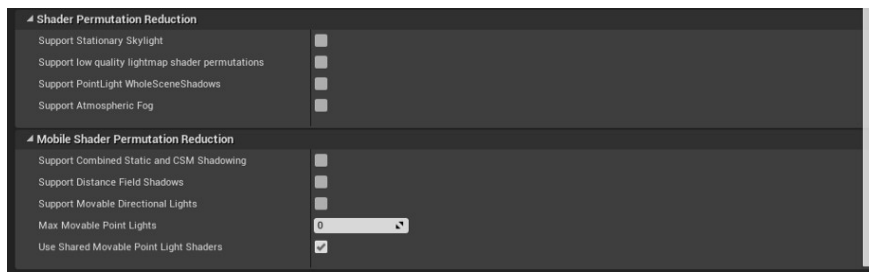 Shader Permutation Reduction
Support Stationary Skylight
Support low quality lightmap shader permutations
Support PointLight WholeSceneShadows
Support Atmospheric Fog
Mobile Shader Permutation Reduction
Support Combined Static and CSM Shadowing
Support Distance Field Shadows
Support Movable Directional Lights
Max Movable Point Lights 0
Use Shared Movable Point Light Shaders